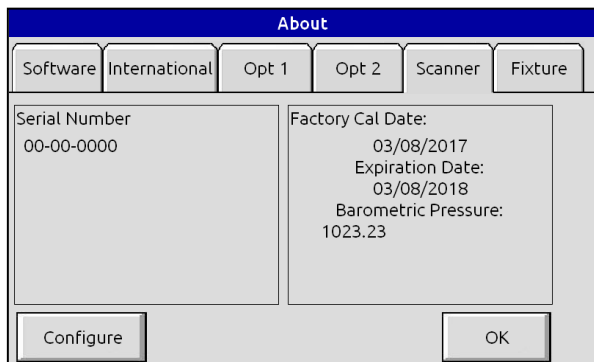 About
Software International Opt 1 Opt 2 Scanner Fixture
Serial Number
00-00-0000
Factory Cal Date:
03/08/2017
Expiration Date:
03/08/2018
Barometric Pressure:
1023.23
Configure OK